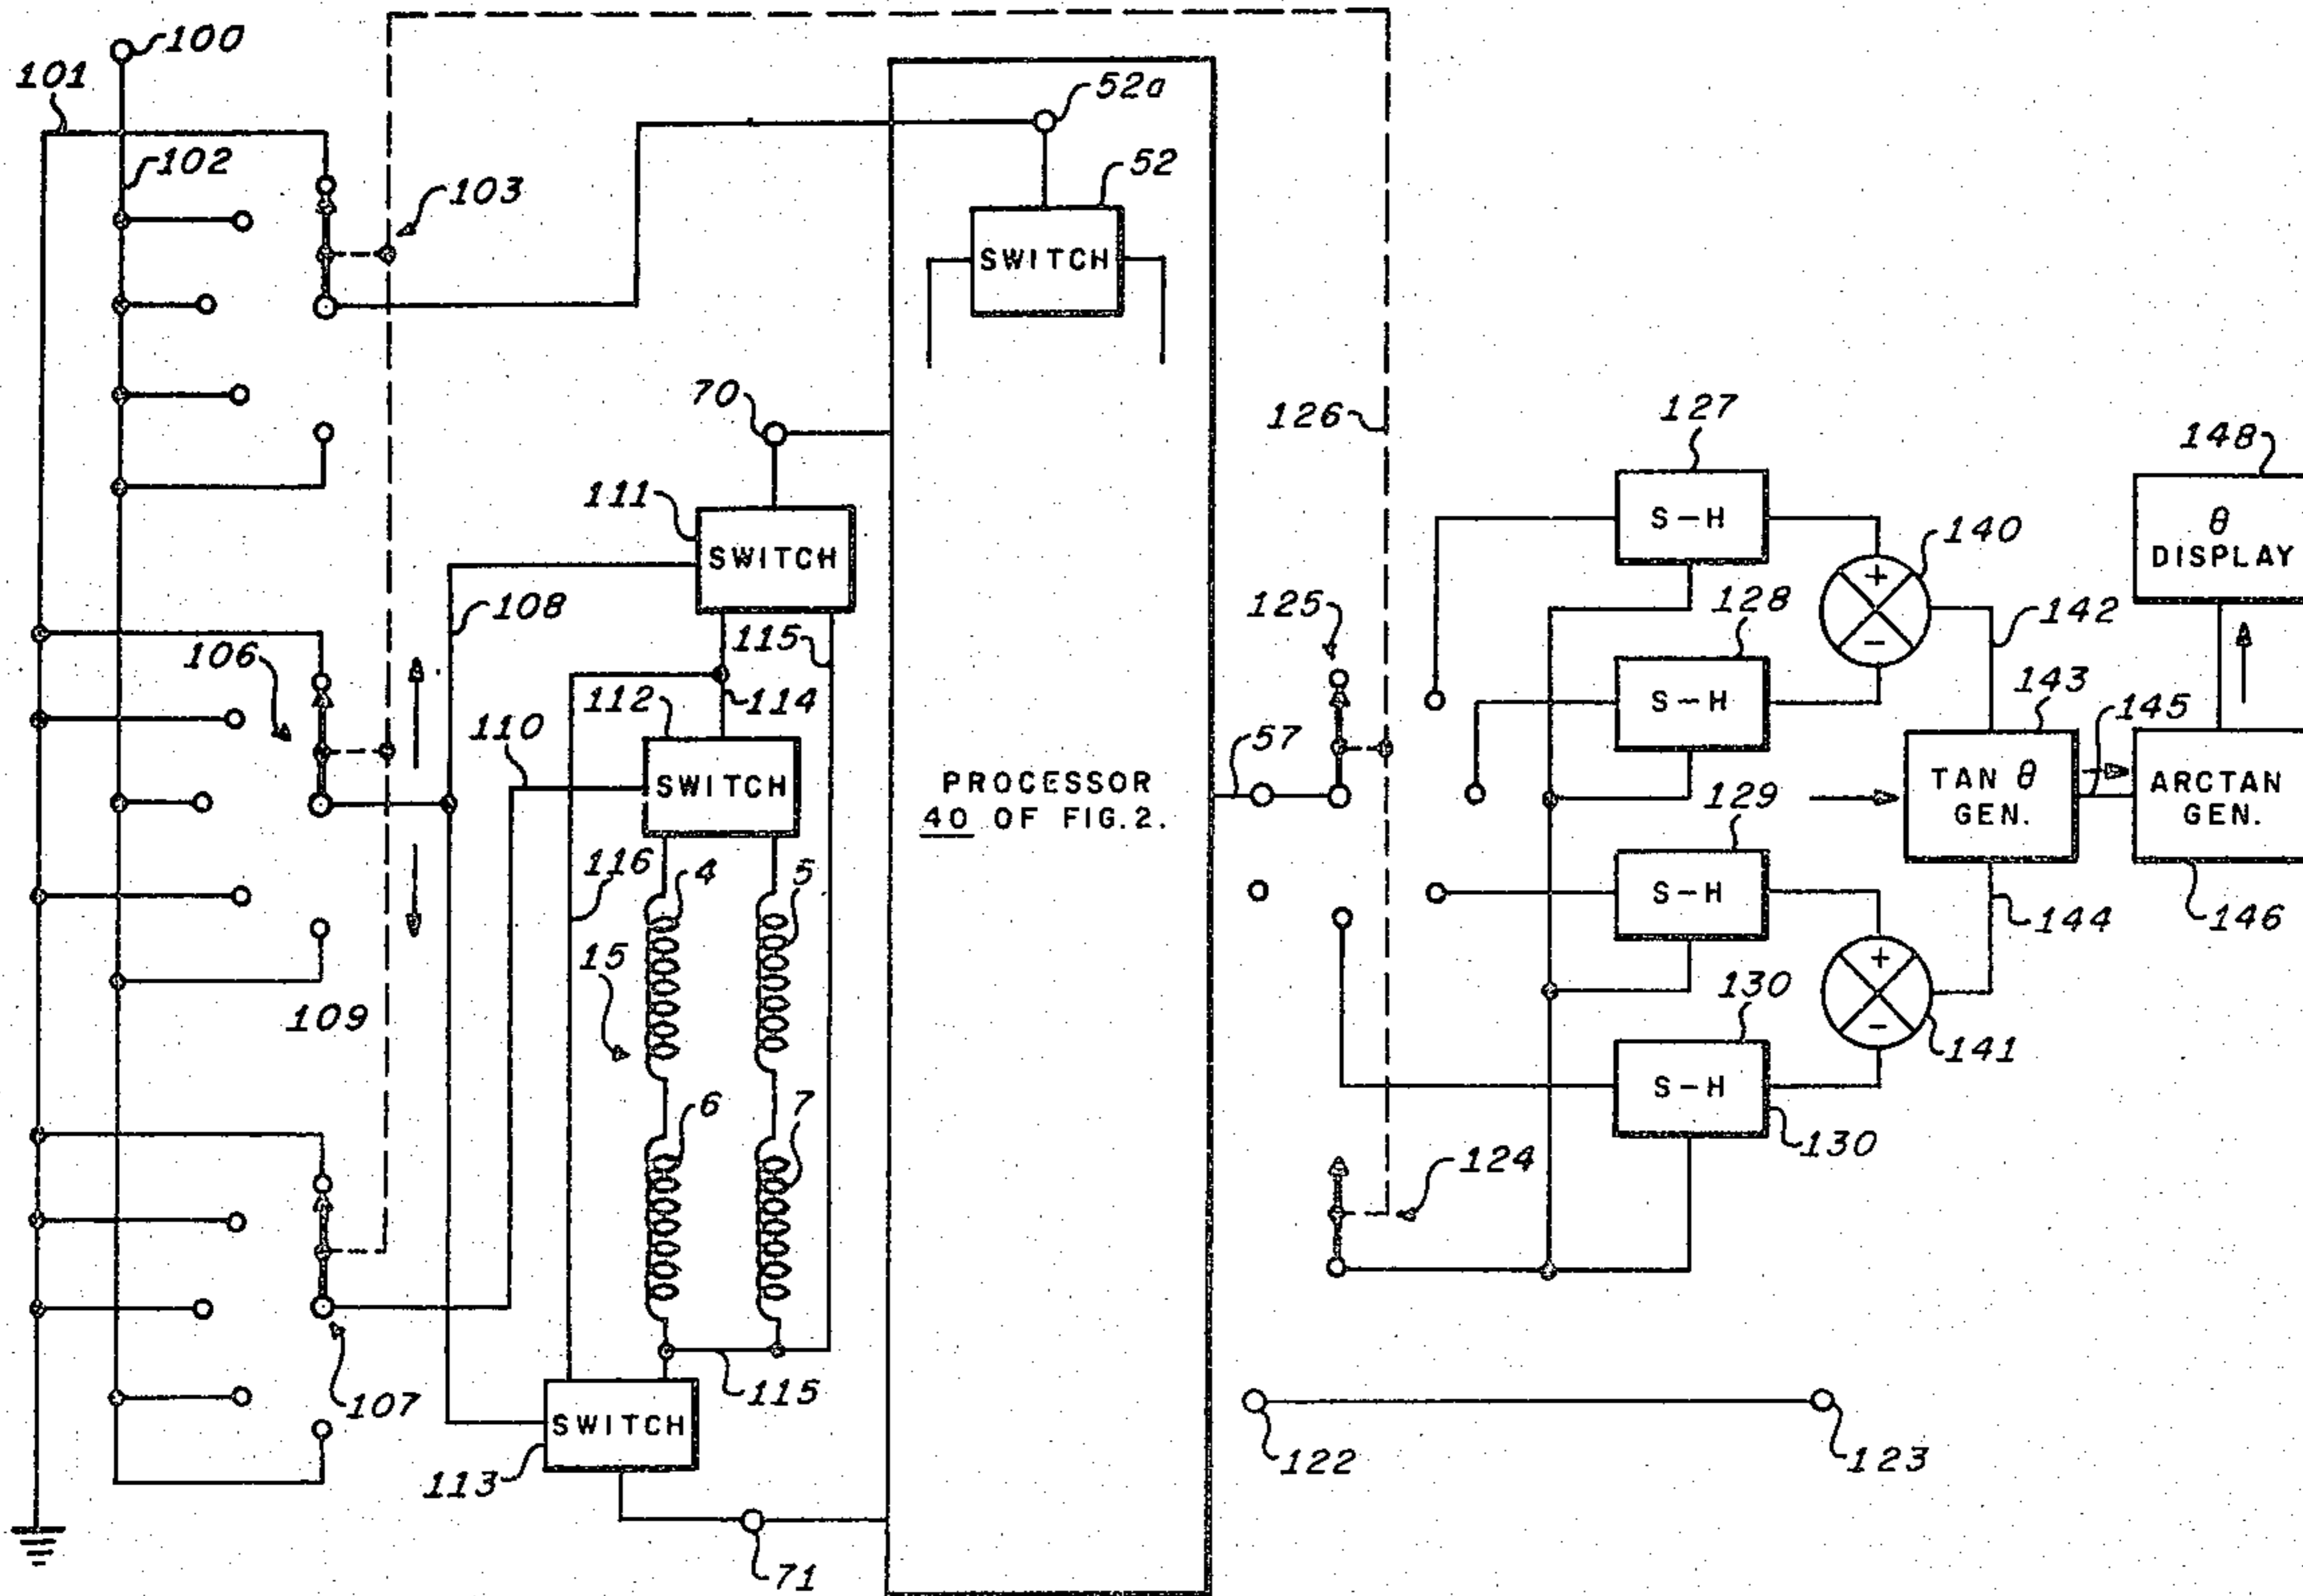 100
101
52a
102
52
103
SWITCH
70
126
127
148
111
S-H
140
θ
DISPLAY
SWITCH
125
128
108
115
142
106
114
S-H
143
112
145
110
57
129
SWITCH
PROCESSOR
40 OF FIG.2.
TAN θ
GEN.
ARCTAN
GEN.
116
4
5
S-H
144
146
15
130
109
141
6
7
S-H
130
124
115
107
SWITCH
122
123
113
71